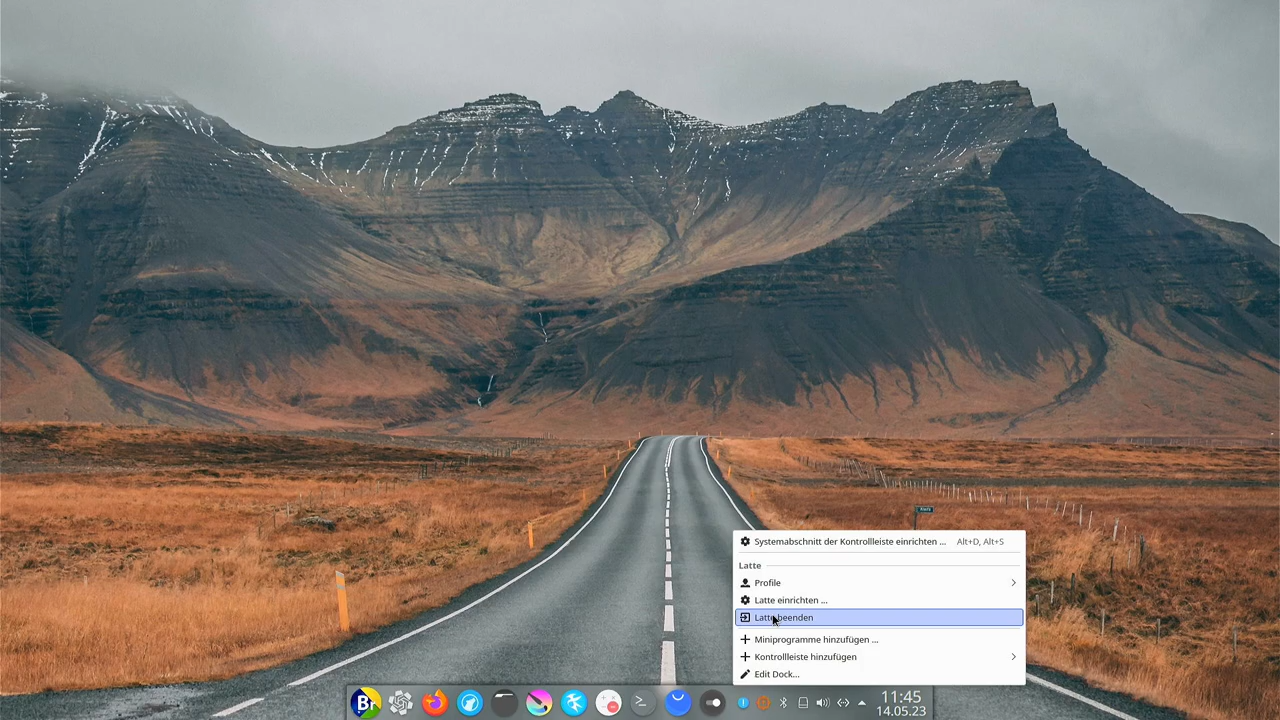 Systemabschnitt der Kontrollleiste einrichten ... Alt+D, Alt+S
Latte
Profile
Latte einrichten ...
Latte beenden
Miniprogramme hinzufügen ...
Kontrollleiste hinzufügen
Edit Dock...
Br
11:45
14.05.23